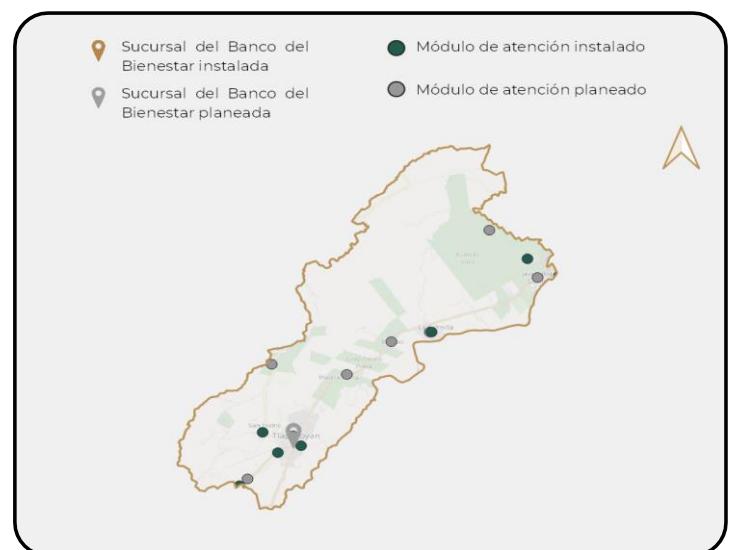 Sucursal del Banco del
Bienestar instalada
Sucursal del Banco del
Bienestar planeada
Módulo de atención instalado
Módulo de atención planeado